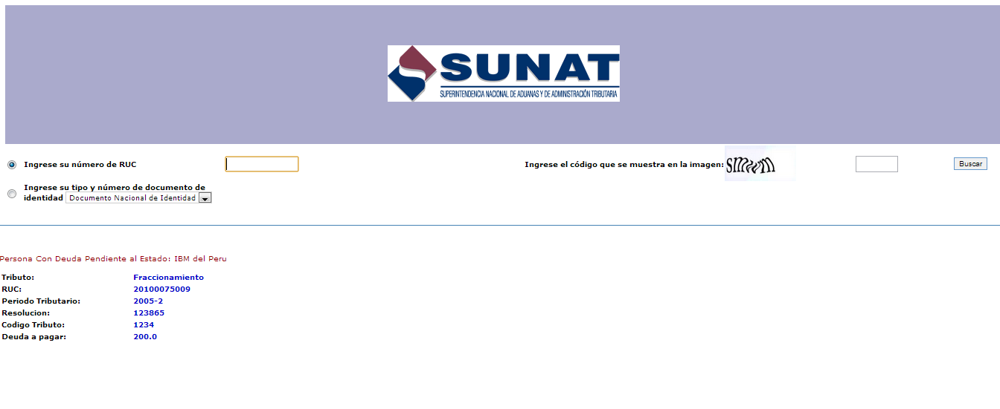 SUNAT
SUPERINTENDENCIA NACIONAL DE ADUANAS Y DE ADMINISTRACIÓN TRIBUTARIA
Ingrese su número de RUC
Ingrese el código que se muestra en la imagen:
Buscar
Ingrese su tipo y número de documento de
identidad Documento Nacional de Identidad
Persona Con Deuda Pendiente al Estado: IBM del Peru
Tributo: Fraccionamiento
RUC: 20100075009
Periodo Tributario: 2005-2
Resolucion: 123865
Codigo Tributo: 1234
Deuda a pagar: 200.0